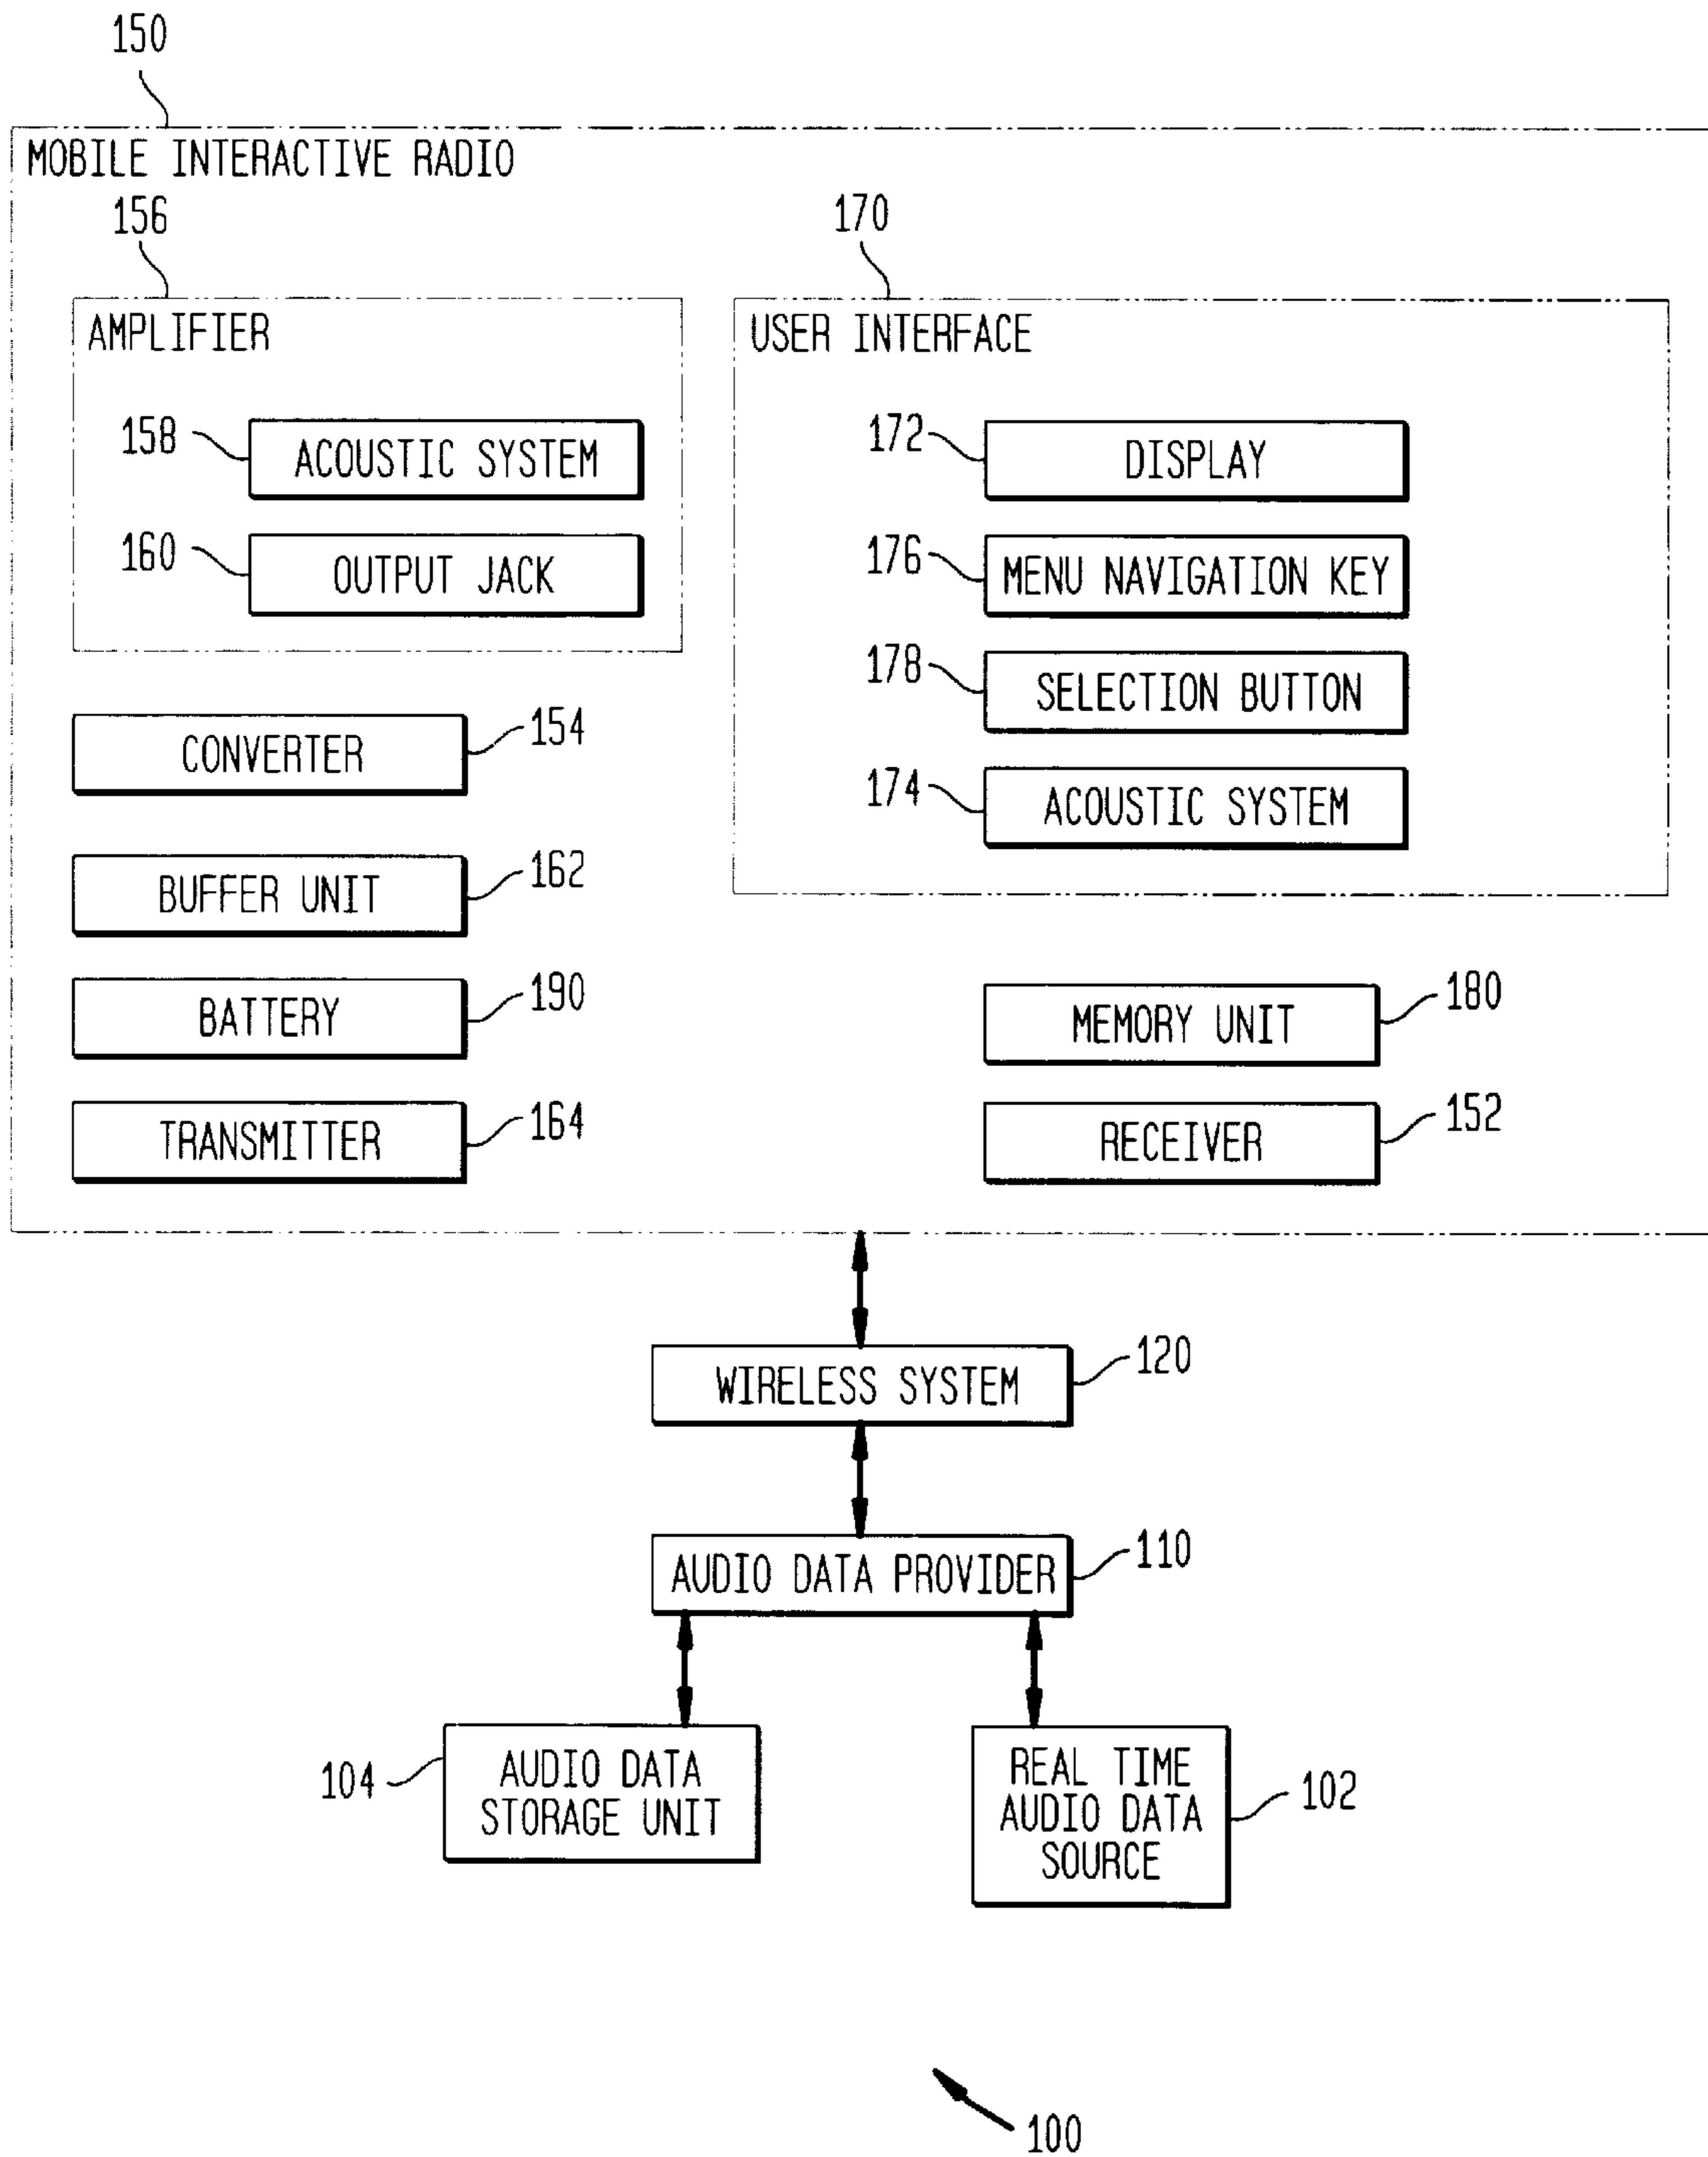 150
MOBILE INTERACTIVE RADIO
156
170
AMPLIFIER
USER INTERFACE
158
ACOUSTIC SYSTEM
172
DISPLAY
160
OUTPUT JACK
176
MENU NAVIGATION KEY
178
SELECTION BUTTON
CONVERTER
154
174
ACOUSTIC SYSTEM
BUFFER UNIT
162
BATTERY
190
MEMORY UNIT
180
TRANSMITTER
164
RECEIVER
152
WIRELESS SYSTEM
120
AUDIO DATA PROVIDER
110
104
AUDIO DATA
STORAGE UNIT
REAL TIME
AUDIO DATA
SOURCE
102
100